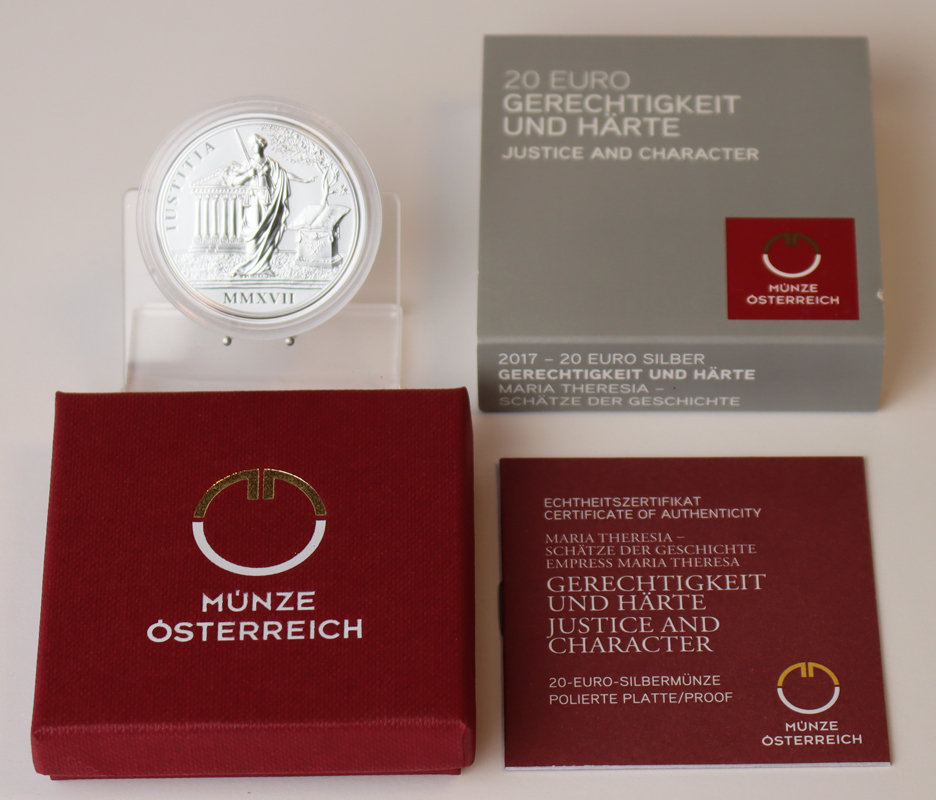 IUSTITIA
MMXVII
20 EURO
GERECHTIGKEIT
UND HÄRTE
JUSTICE AND CHARACTER
MÜNZE
ÖSTERREICH
2017 – 20 EURO SILBER
GERECHTIGKEIT UND HÄRTE
MARIA THERESIA –
SCHÄTZE DER GESCHICHTE
MÜNZE
ÖSTERREICH
ECHTHEITSZERTIFIKAT
CERTIFICATE OF AUTHENTICITY
MARIA THERESIA –
SCHÄTZE DER GESCHICHTE
EMPRESS MARIA THERESA
GERECHTIGKEIT
UND HÄRTE
JUSTICE AND
CHARACTER
20-EURO-SILBERMÜNZE
POLIERTE PLATTE/PROOF
MÜNZE
ÖSTERREICH